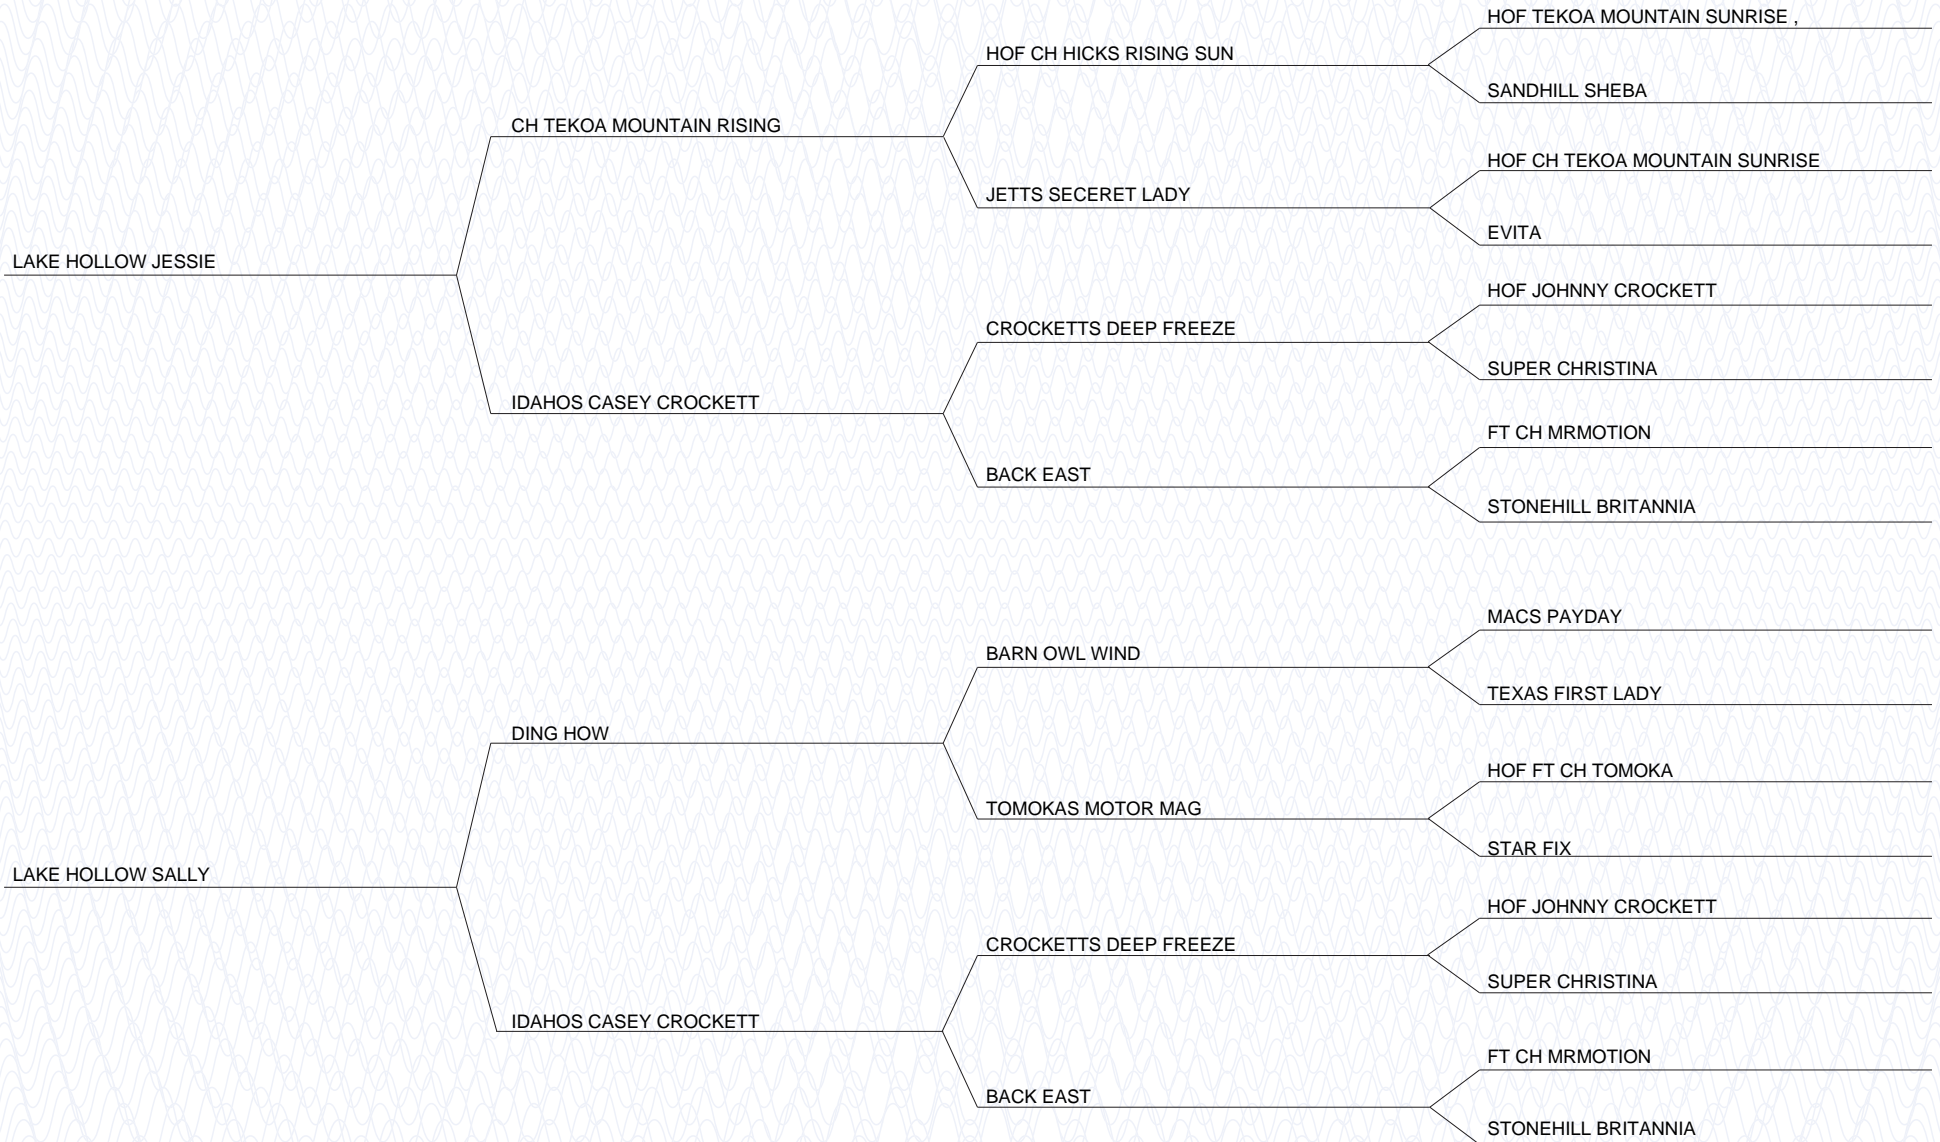 HOF TEKOA MOUNTAIN SUNRISE ,
HOF CH HICKS RISING SUN
SANDHILL SHEBA
CH TEKOA MOUNTAIN RISING
HOF CH TEKOA MOUNTAIN SUNRISE
JETTS SECERET LADY
EVITA
LAKE HOLLOW JESSIE
HOF JOHNNY CROCKETT
CROCKETTS DEEP FREEZE
SUPER CHRISTINA
IDAHOS CASEY CROCKETT
FT CH MRMOTION
BACK EAST
STONEHILL BRITANNIA
MACS PAYDAY
BARN OWL WIND
TEXAS FIRST LADY
DING HOW
HOF FT CH TOMOKA
TOMOKAS MOTOR MAG
STAR FIX
LAKE HOLLOW SALLY
HOF JOHNNY CROCKETT
CROCKETTS DEEP FREEZE
SUPER CHRISTINA
IDAHOS CASEY CROCKETT
FT CH MRMOTION
BACK EAST
STONEHILL BRITANNIA